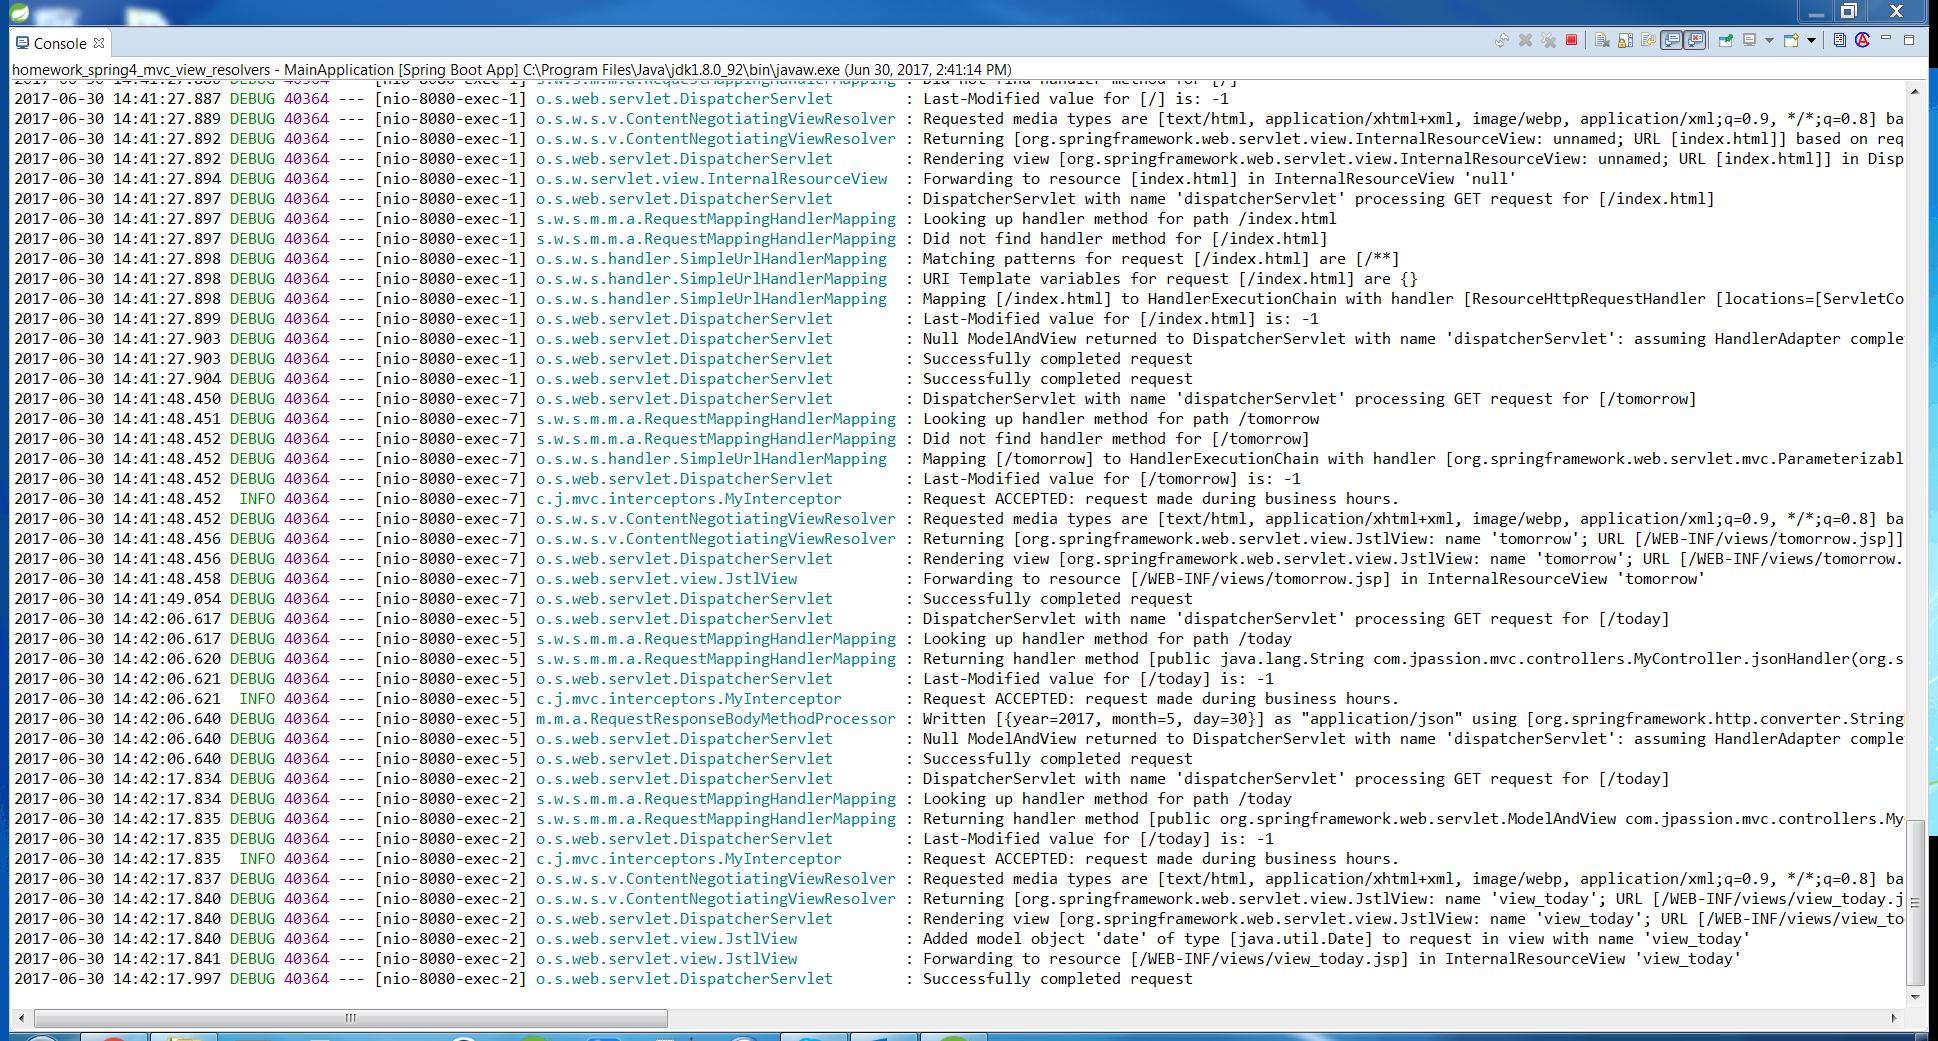 Console
homework_spring4_mvc_view_resolvers - MainApplication [Spring Boot App] C:\Program Files\Java\jdk1.8.0_92\bin\javaw.exe (Jun 30, 2017, 2:41:14 PM)
2017-06-30 14:41:27.886 DEBUG 40364 --- [nio-8080-exec-1] s.w.s.m.m.a.RequestMappingHandlerMapping : Did not find handler method for [/]
2017-06-30 14:41:27.887 DEBUG 40364 --- [nio-8080-exec-1] o.s.web.servlet.DispatcherServlet : Last-Modified value for [/] is: -1
2017-06-30 14:41:27.889 DEBUG 40364 --- [nio-8080-exec-1] o.s.w.s.v.ContentNegotiatingViewResolver : Requested media types are [text/html, application/xhtml+xml, image/webp, application/xml;q=0.9, */*;q=0.8] ba
2017-06-30 14:41:27.892 DEBUG 40364 --- [nio-8080-exec-1] o.s.w.s.v.ContentNegotiatingViewResolver : Returning [org.springframework.web.servlet.view.InternalResourceView: unnamed; URL [index.html]] based on req
2017-06-30 14:41:27.892 DEBUG 40364 --- [nio-8080-exec-1] o.s.web.servlet.DispatcherServlet : Rendering view [org.springframework.web.servlet.view.InternalResourceView: unnamed; URL [index.html]] in Disp
2017-06-30 14:41:27.894 DEBUG 40364 --- [nio-8080-exec-1] o.s.w.servlet.view.InternalResourceView : Forwarding to resource [index.html] in InternalResourceView 'null'
2017-06-30 14:41:27.897 DEBUG 40364 --- [nio-8080-exec-1] o.s.web.servlet.DispatcherServlet : DispatcherServlet with name 'dispatcherServlet' processing GET request for [/index.html]
2017-06-30 14:41:27.897 DEBUG 40364 --- [nio-8080-exec-1] s.w.s.m.m.a.RequestMappingHandlerMapping : Looking up handler method for path /index.html
2017-06-30 14:41:27.897 DEBUG 40364 --- [nio-8080-exec-1] s.w.s.m.m.a.RequestMappingHandlerMapping : Did not find handler method for [/index.html]
2017-06-30 14:41:27.898 DEBUG 40364 --- [nio-8080-exec-1] o.s.w.s.handler.SimpleUrlHandlerMapping : Matching patterns for request [/index.html] are [/**]
2017-06-30 14:41:27.898 DEBUG 40364 --- [nio-8080-exec-1] o.s.w.s.handler.SimpleUrlHandlerMapping : URI Template variables for request [/index.html] are {}
2017-06-30 14:41:27.898 DEBUG 40364 --- [nio-8080-exec-1] o.s.w.s.handler.SimpleUrlHandlerMapping : Mapping [/index.html] to HandlerExecutionChain with handler [ResourceHttpRequestHandler [locations=[ServletCo
2017-06-30 14:41:27.899 DEBUG 40364 --- [nio-8080-exec-1] o.s.web.servlet.DispatcherServlet : Last-Modified value for [/index.html] is: -1
2017-06-30 14:41:27.903 DEBUG 40364 --- [nio-8080-exec-1] o.s.web.servlet.DispatcherServlet : Null ModelAndView returned to DispatcherServlet with name 'dispatcherServlet': assuming HandlerAdapter comple
2017-06-30 14:41:27.903 DEBUG 40364 --- [nio-8080-exec-1] o.s.web.servlet.DispatcherServlet : Successfully completed request
2017-06-30 14:41:27.904 DEBUG 40364 --- [nio-8080-exec-1] o.s.web.servlet.DispatcherServlet : Successfully completed request
2017-06-30 14:41:48.450 DEBUG 40364 --- [nio-8080-exec-7] o.s.web.servlet.DispatcherServlet : DispatcherServlet with name 'dispatcherServlet' processing GET request for [/tomorrow]
2017-06-30 14:41:48.451 DEBUG 40364 --- [nio-8080-exec-7] s.w.s.m.m.a.RequestMappingHandlerMapping : Looking up handler method for path /tomorrow
2017-06-30 14:41:48.452 DEBUG 40364 --- [nio-8080-exec-7] s.w.s.m.m.a.RequestMappingHandlerMapping : Did not find handler method for [/tomorrow]
2017-06-30 14:41:48.452 DEBUG 40364 --- [nio-8080-exec-7] o.s.w.s.handler.SimpleUrlHandlerMapping : Mapping [/tomorrow] to HandlerExecutionChain with handler [org.springframework.web.servlet.mvc.Parameterizabl
2017-06-30 14:41:48.452 DEBUG 40364 --- [nio-8080-exec-7] o.s.web.servlet.DispatcherServlet : Last-Modified value for [/tomorrow] is: -1
2017-06-30 14:41:48.452 INFO 40364 --- [nio-8080-exec-7] c.j.mvc.interceptors.MyInterceptor : Request ACCEPTED: request made during business hours.
2017-06-30 14:41:48.452 DEBUG 40364 --- [nio-8080-exec-7] o.s.w.s.v.ContentNegotiatingViewResolver : Requested media types are [text/html, application/xhtml+xml, image/webp, application/xml;q=0.9, */*;q=0.8] ba
2017-06-30 14:41:48.456 DEBUG 40364 --- [nio-8080-exec-7] o.s.w.s.v.ContentNegotiatingViewResolver : Returning [org.springframework.web.servlet.view.JstlView: name 'tomorrow'; URL [/WEB-INF/views/tomorrow.jsp]]
2017-06-30 14:41:48.456 DEBUG 40364 --- [nio-8080-exec-7] o.s.web.servlet.DispatcherServlet : Rendering view [org.springframework.web.servlet.view.JstlView: name 'tomorrow'; URL [/WEB-INF/views/tomorrow.
2017-06-30 14:41:48.458 DEBUG 40364 --- [nio-8080-exec-7] o.s.web.servlet.view.JstlView : Forwarding to resource [/WEB-INF/views/tomorrow.jsp] in InternalResourceView 'tomorrow'
2017-06-30 14:41:49.054 DEBUG 40364 --- [nio-8080-exec-7] o.s.web.servlet.DispatcherServlet : Successfully completed request
2017-06-30 14:42:06.617 DEBUG 40364 --- [nio-8080-exec-5] o.s.web.servlet.DispatcherServlet : DispatcherServlet with name 'dispatcherServlet' processing GET request for [/today]
2017-06-30 14:42:06.617 DEBUG 40364 --- [nio-8080-exec-5] s.w.s.m.m.a.RequestMappingHandlerMapping : Looking up handler method for path /today
2017-06-30 14:42:06.620 DEBUG 40364 --- [nio-8080-exec-5] s.w.s.m.m.a.RequestMappingHandlerMapping : Returning handler method [public java.lang.String com.jpassion.mvc.controllers.MyController.jsonHandler(org.s
2017-06-30 14:42:06.621 DEBUG 40364 --- [nio-8080-exec-5] o.s.web.servlet.DispatcherServlet : Last-Modified value for [/today] is: -1
2017-06-30 14:42:06.621 INFO 40364 --- [nio-8080-exec-5] c.j.mvc.interceptors.MyInterceptor : Request ACCEPTED: request made during business hours.
2017-06-30 14:42:06.640 DEBUG 40364 --- [nio-8080-exec-5] m.m.a.RequestResponseBodyMethodProcessor : Written [{year=2017, month=5, day=30}] as "application/json" using [org.springframework.http.converter.String
2017-06-30 14:42:06.640 DEBUG 40364 --- [nio-8080-exec-5] o.s.web.servlet.DispatcherServlet : Null ModelAndView returned to DispatcherServlet with name 'dispatcherServlet': assuming HandlerAdapter comple
2017-06-30 14:42:06.640 DEBUG 40364 --- [nio-8080-exec-5] o.s.web.servlet.DispatcherServlet : Successfully completed request
2017-06-30 14:42:17.834 DEBUG 40364 --- [nio-8080-exec-2] o.s.web.servlet.DispatcherServlet : DispatcherServlet with name 'dispatcherServlet' processing GET request for [/today]
2017-06-30 14:42:17.834 DEBUG 40364 --- [nio-8080-exec-2] s.w.s.m.m.a.RequestMappingHandlerMapping : Looking up handler method for path /today
2017-06-30 14:42:17.835 DEBUG 40364 --- [nio-8080-exec-2] s.w.s.m.m.a.RequestMappingHandlerMapping : Returning handler method [public org.springframework.web.servlet.ModelAndView com.jpassion.mvc.controllers.My
2017-06-30 14:42:17.835 DEBUG 40364 --- [nio-8080-exec-2] o.s.web.servlet.DispatcherServlet : Last-Modified value for [/today] is: -1
2017-06-30 14:42:17.835 INFO 40364 --- [nio-8080-exec-2] c.j.mvc.interceptors.MyInterceptor : Request ACCEPTED: request made during business hours.
2017-06-30 14:42:17.837 DEBUG 40364 --- [nio-8080-exec-2] o.s.w.s.v.ContentNegotiatingViewResolver : Requested media types are [text/html, application/xhtml+xml, image/webp, application/xml;q=0.9, */*;q=0.8] ba
2017-06-30 14:42:17.840 DEBUG 40364 --- [nio-8080-exec-2] o.s.w.s.v.ContentNegotiatingViewResolver : Returning [org.springframework.web.servlet.view.JstlView: name 'view_today'; URL [/WEB-INF/views/view_today.j
2017-06-30 14:42:17.840 DEBUG 40364 --- [nio-8080-exec-2] o.s.web.servlet.DispatcherServlet : Rendering view [org.springframework.web.servlet.view.JstlView: name 'view_today'; URL [/WEB-INF/views/view_to
2017-06-30 14:42:17.840 DEBUG 40364 --- [nio-8080-exec-2] o.s.web.servlet.view.JstlView : Added model object 'date' of type [java.util.Date] to request in view with name 'view_today'
2017-06-30 14:42:17.841 DEBUG 40364 --- [nio-8080-exec-2] o.s.web.servlet.view.JstlView : Forwarding to resource [/WEB-INF/views/view_today.jsp] in InternalResourceView 'view_today'
2017-06-30 14:42:17.997 DEBUG 40364 --- [nio-8080-exec-2] o.s.web.servlet.DispatcherServlet : Successfully completed request